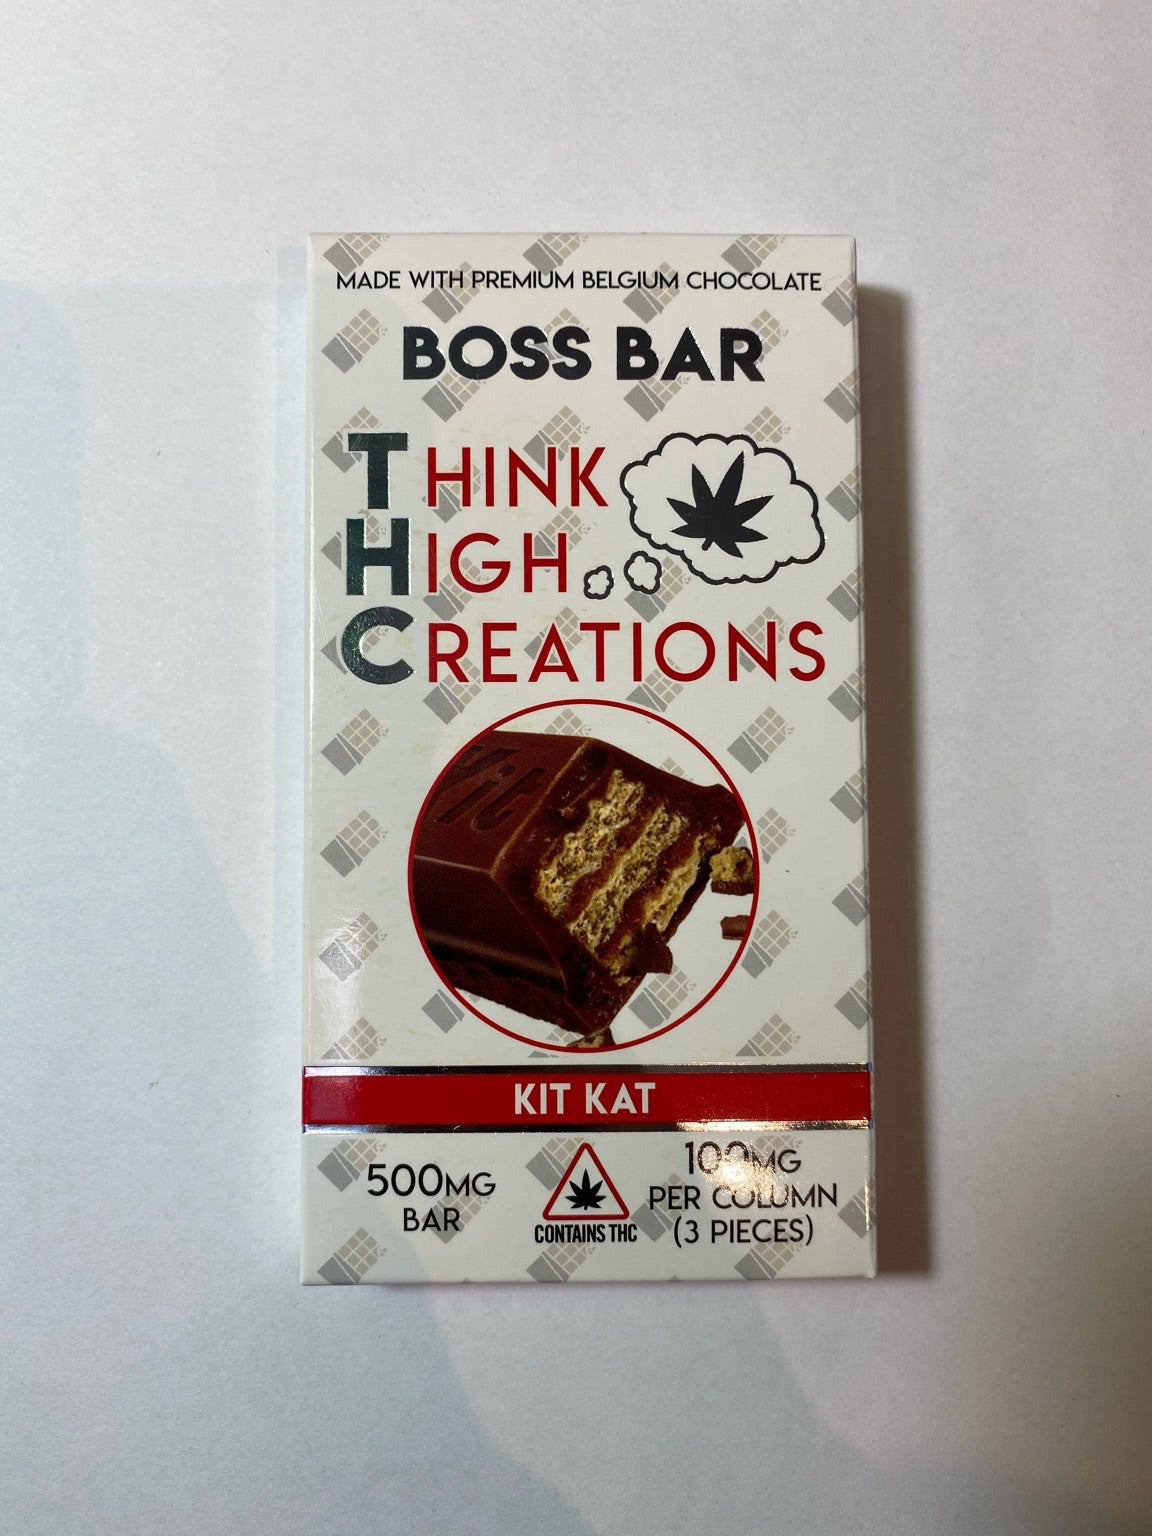 MADE WITH PREMIUM BELGIUM CHOCOLATE
BOSS BAR
THINK
HIGH
CREATIONS
Kit
KIT KAT
500MG
BAR
CONTAINS THC
100MG
PER COLUMN
(3 PIECES)